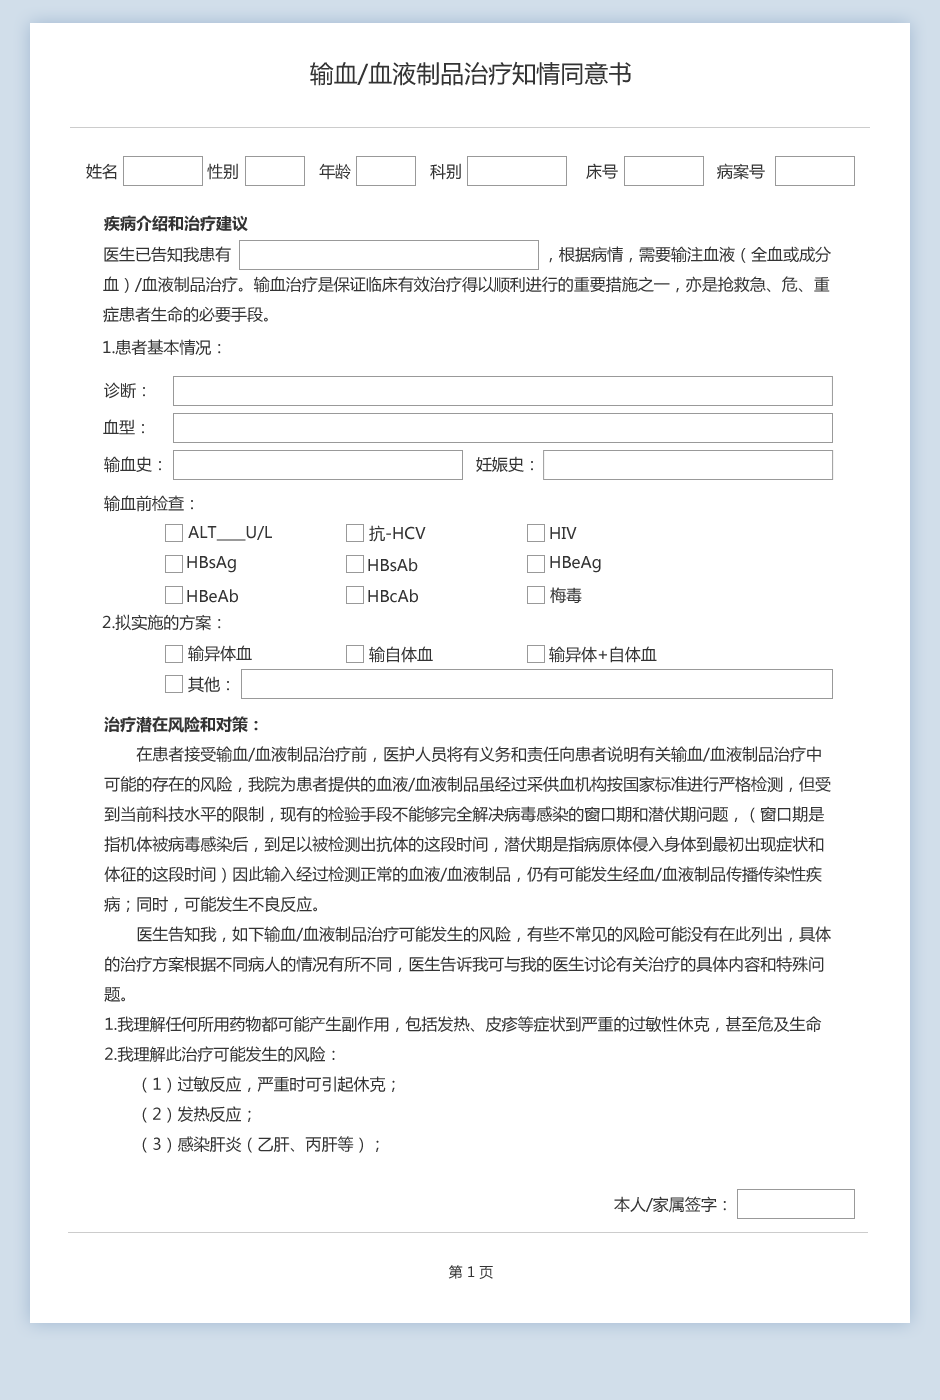 输血/血液制品治疗知情同意书
姓名 性别 年龄 科别 床号 病案号
疾病介绍和治疗建议
医生已告知我患有 ，根据病情，需要输注血液（全血或成分
血）/血液制品治疗。输血治疗是保证临床有效治疗得以顺利进行的重要措施之一，亦是抢救急、危、重
症患者生命的必要手段。
1.患者基本情况：
诊断：
血型：
输血史： 妊娠史：
输血前检查：
ALT___U/L 抗-HCV HIV
HBsAg HBsAb HBeAg
HBeAb HBcAb 梅毒
2.拟实施的方案：
输异体血 输自体血 输异体+自体血
其他：
治疗潜在风险和对策：
在患者接受输血/血液制品治疗前，医护人员将有义务和责任向患者说明有关输血/血液制品治疗中
可能的存在的风险，我院为患者提供的血液/血液制品虽经过采供血机构按国家标准进行严格检测，但受
到当前科技水平的限制，现有的检验手段不能够完全解决病毒感染的窗口期和潜伏期问题，（窗口期是
指机体被病毒感染后，到足以被检测出抗体的这段时间，潜伏期是指病原体侵入身体到最初出现症状和
体征的这段时间）因此输入经过检测正常的血液/血液制品，仍有可能发生经血/血液制品传播传染性疾
病；同时，可能发生不良反应。
医生告知我，如下输血/血液制品治疗可能发生的风险，有些不常见的风险可能没有在此列出，具体
的治疗方案根据不同病人的情况有所不同，医生告诉我可与我的医生讨论有关治疗的具体内容和特殊问
题。
1.我理解任何所用药物都可能产生副作用，包括发热、皮疹等症状到严重的过敏性休克，甚至危及生命
2.我理解此治疗可能发生的风险：
（1）过敏反应，严重时可引起休克；
（2）发热反应；
（3）感染肝炎（乙肝、丙肝等）；
本人/家属签字：
第 1 页